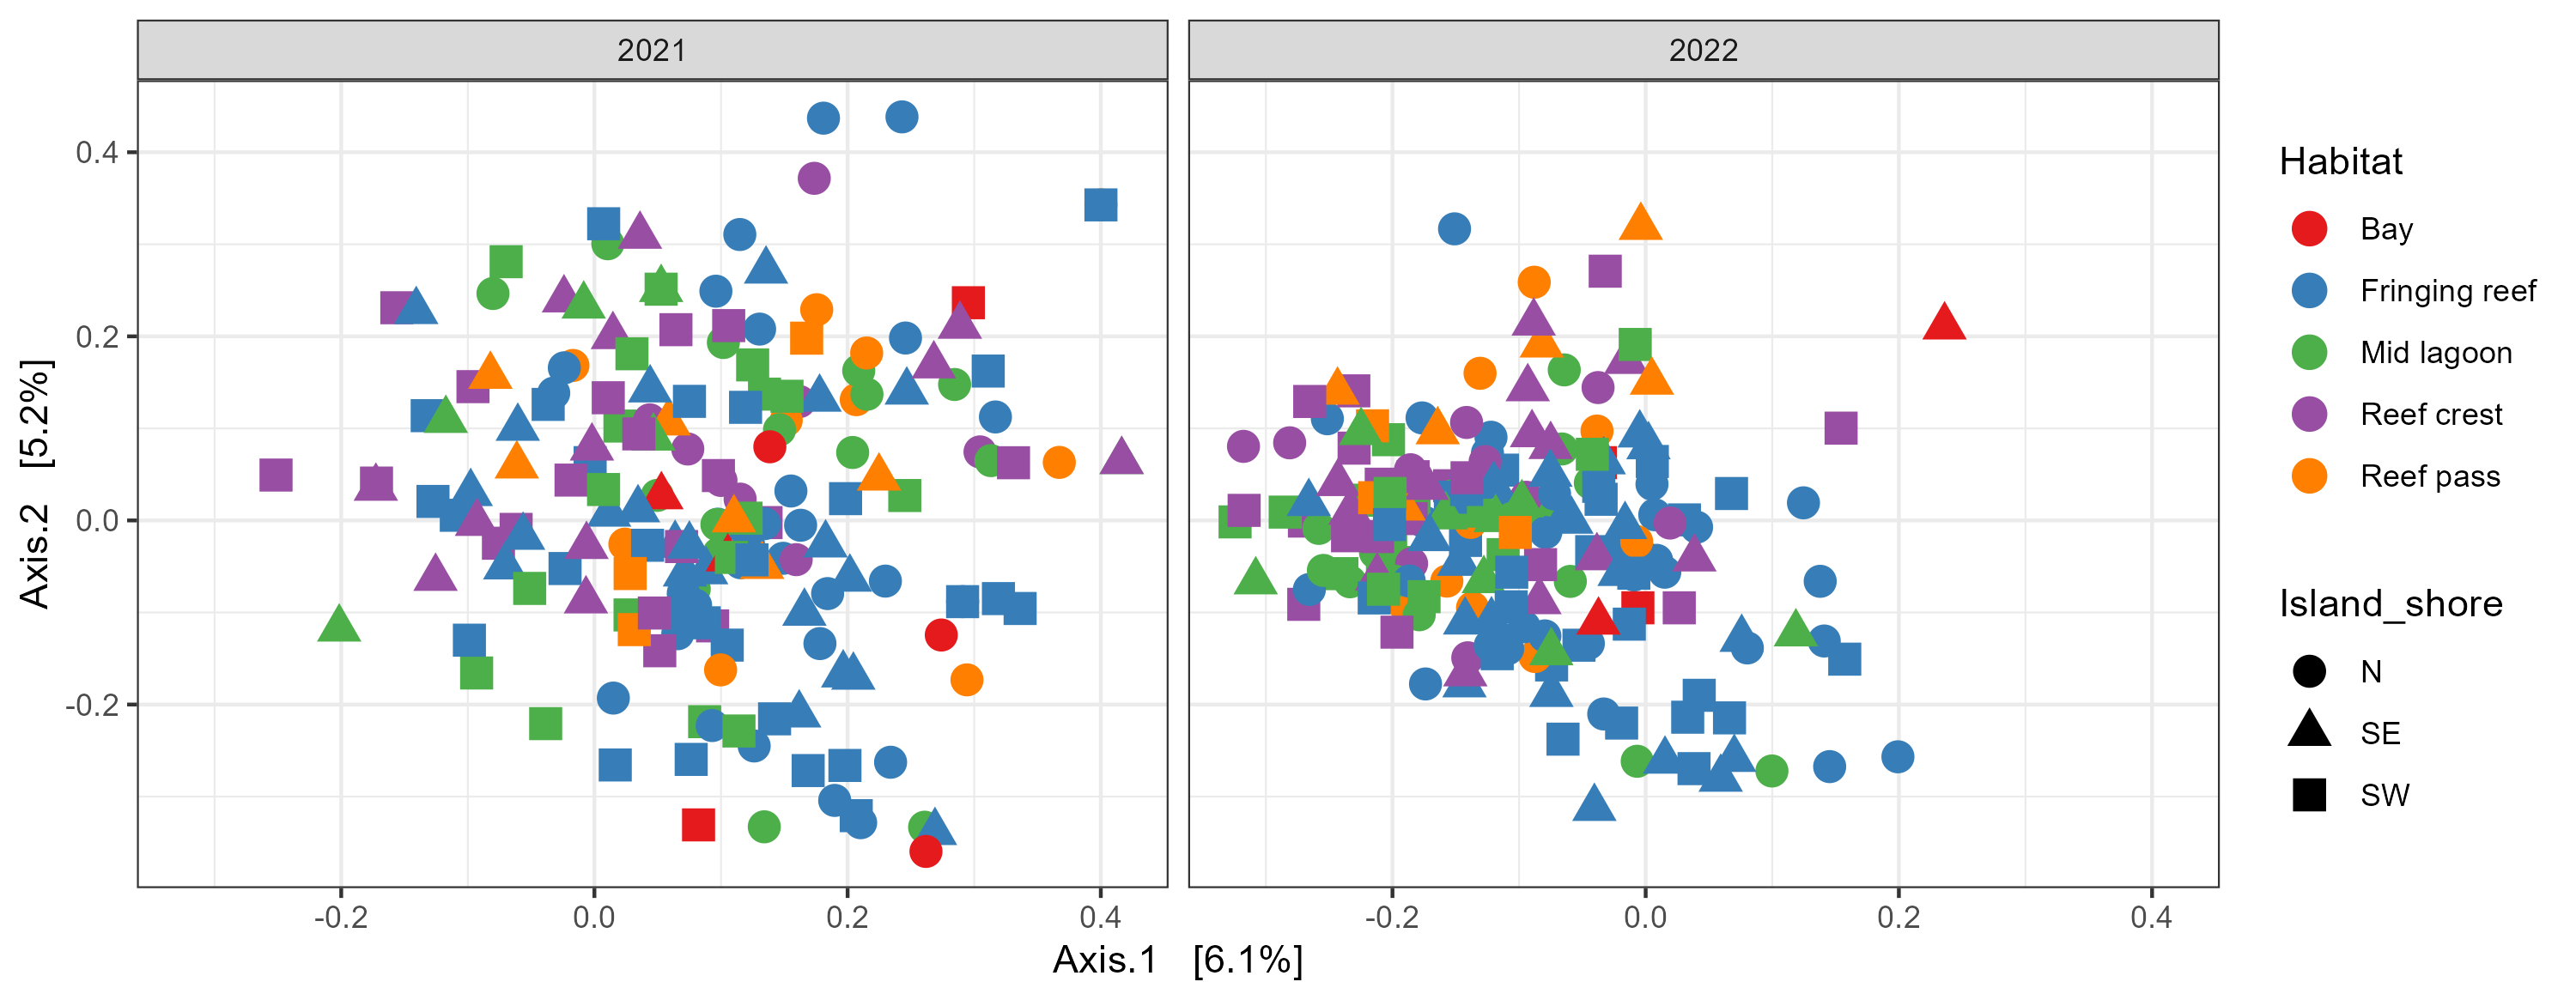 2021
2022
0.4
0.2
0.0
-0.2
Axis.2 [5.2%]
-0.2 0.0 0.2 0.4
-0.2 0.0 0.2 0.4
Axis.1 [6.1%]
Habitat
Bay
Fringing reef
Mid lagoon
Reef crest
Reef pass
Island_shore
N
SE
SW